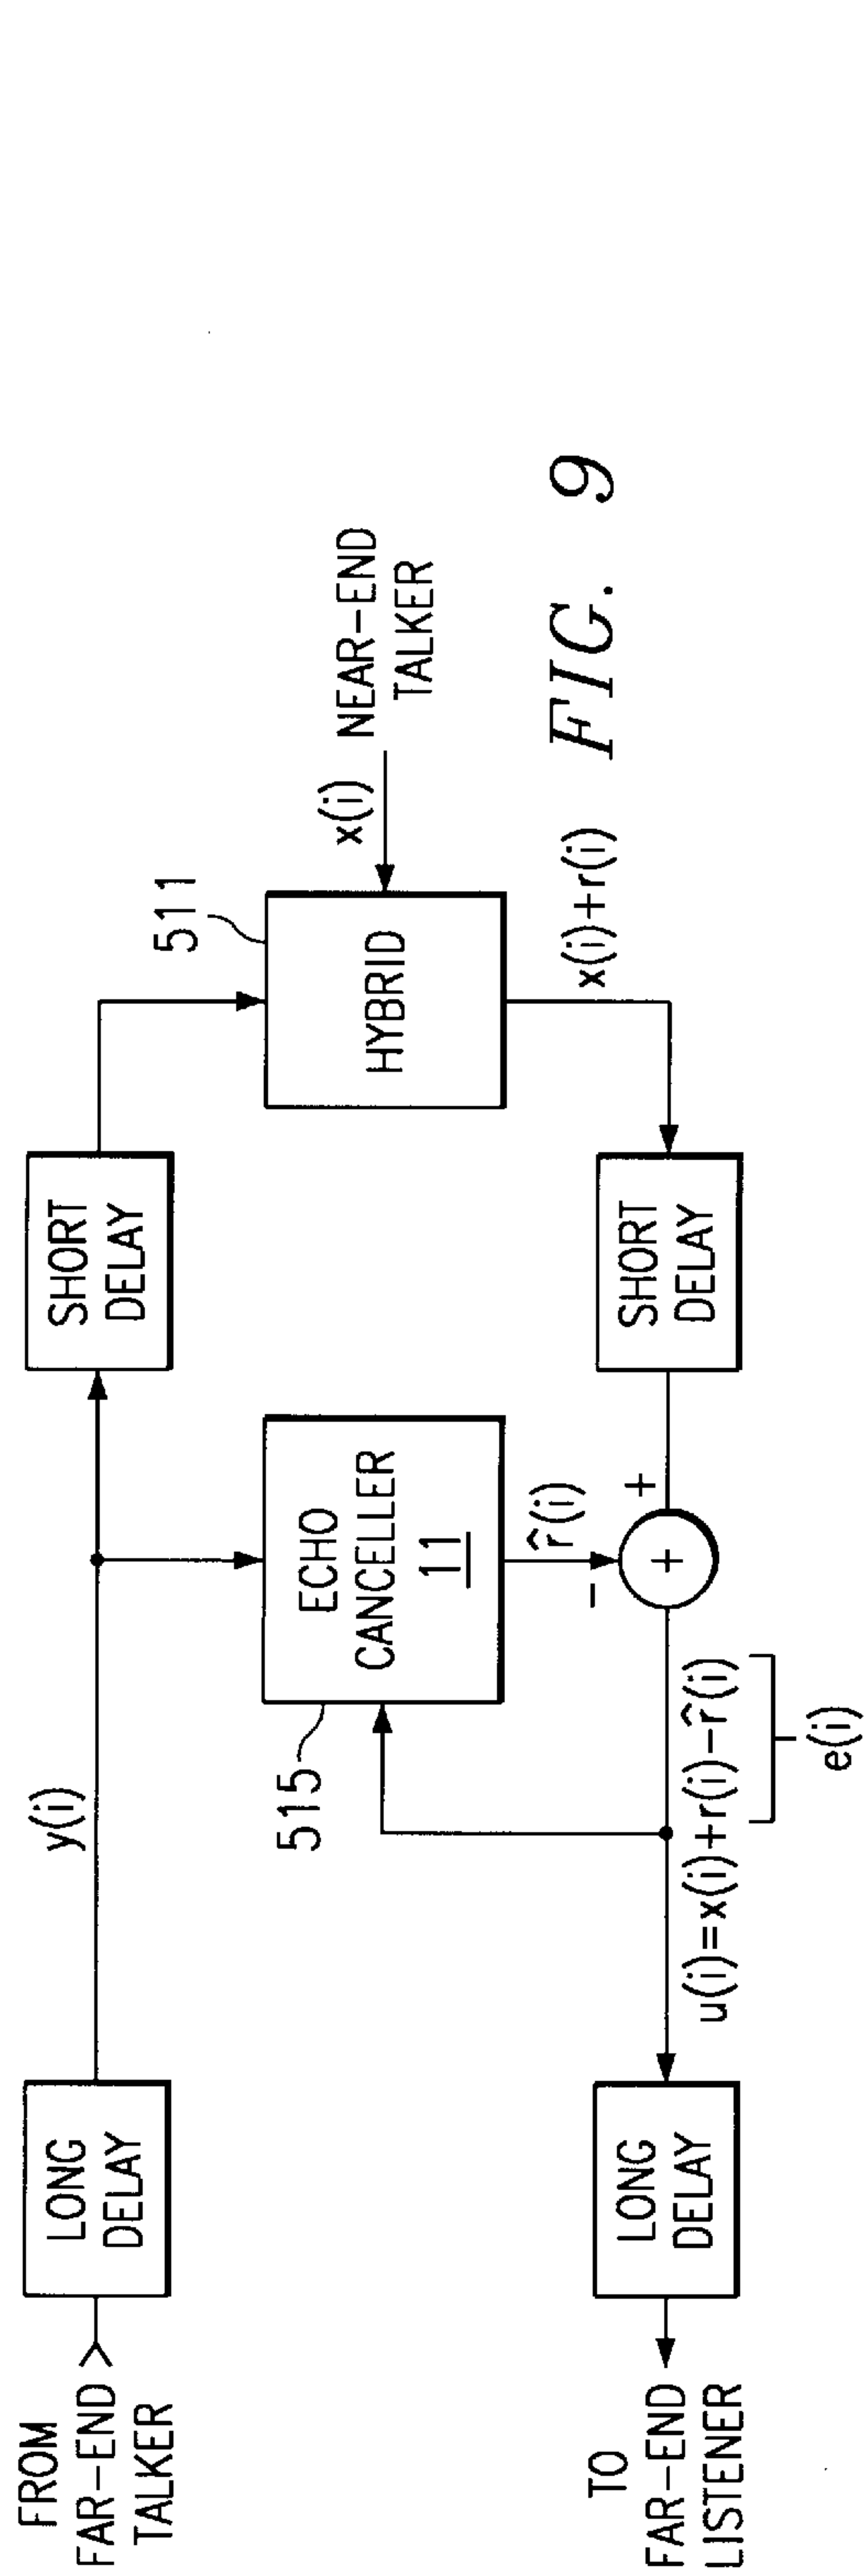 FROM
FAR-END
TALKER
LONG
DELAY
y(i)
SHORT
DELAY
511
HYBRID
x(i)
NEAR-END
TALKER
515
ECHO
CANCELLER
11
r̂(i)
-
+
+
x(i)+r(i)
SHORT
DELAY
TO
FAR-END
LISTENER
LONG
DELAY
u(i)=x(i)+r(i)-r̂(i)
e(i)
FIG. 9